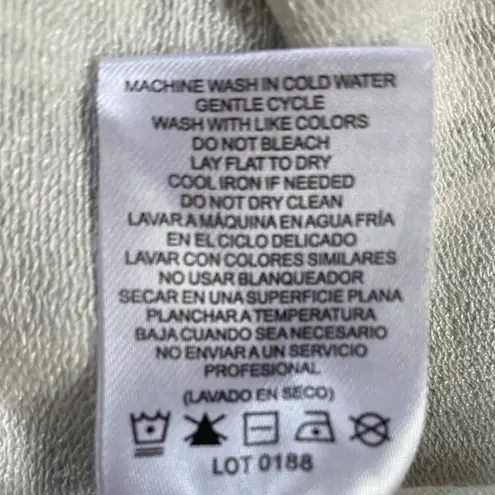 MACHINE WASH IN COLD WATER
GENTLE CYCLE
WASH WITH LIKE COLORS
DO NOT BLEACH
LAY FLAT TO DRY
COOL IRON IF NEEDED
DO NOT DRY CLEAN
LAVAR A MÁQUINA EN AGUA FRÍA
EN EL CICLO DELICADO
LAVAR CON COLORES SIMILARES
NO USAR BLANQUEADOR
SECAR EN UNA SUPERFICIE PLANA
PLANCHAR A TEMPERATURA
BAJA CUANDO SEA NECESARIO
NO ENVIAR A UN SERVICIO
PROFESIONAL
(LAVADO EN SECO)
LOT 0188